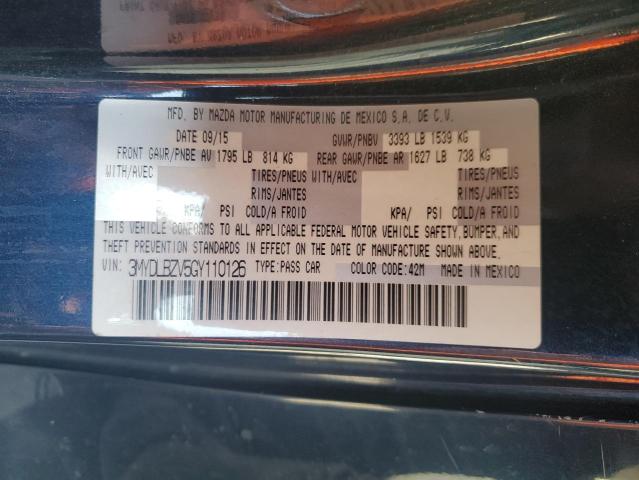 MFD. BY MAZDA MOTOR MANUFACTURING DE MEXICO S.A. DE C.V.
DATE 09/15 GVWR/PNBV 3393 LB 1539 KG
FRONT GAWR/PNBE AV 1795 LB 814 KG REAR GAWR/PNBE AR 1627 LB 738 KG
WITH/AVEC TIRES/PNEUS WITH/AVEC TIRES/PNEUS
RIMS/JANTES RIMS/JANTES
KPA/ PSI COLD/A FROID KPA/ PSI COLD/A FROID
THIS VEHICLE CONFORMS TO ALL APPLICABLE FEDERAL MOTOR VEHICLE SAFETY, BUMPER, AND
THEFT PREVENTION STANDARDS IN EFFECT ON THE DATE OF MANUFACTURE SHOWN ABOVE.
VIN: 3MYDLBZV5GY110126 TYPE:PASS CAR COLOR CODE:42M MADE IN MEXICO